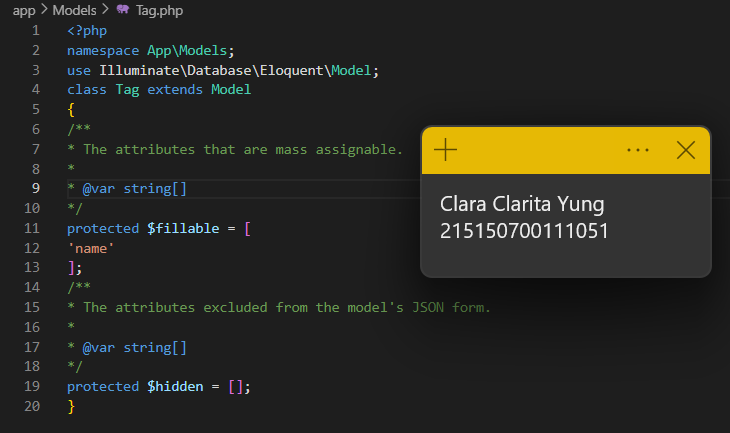 app > Models > Tag.php
1 <?php
2 namespace App\Models;
3 use Illuminate\Database\Eloquent\Model;
4 class Tag extends Model
5 {
6 /**
7 * The attributes that are mass assignable.
8 *
9 * @var string[]
10 */
11 protected $fillable = [
12 'name'
13 ];
14 /**
15 * The attributes excluded from the model's JSON form.
16 *
17 * @var string[]
18 */
19 protected $hidden = [];
20 }
Clara Clarita Yung
215150700111051